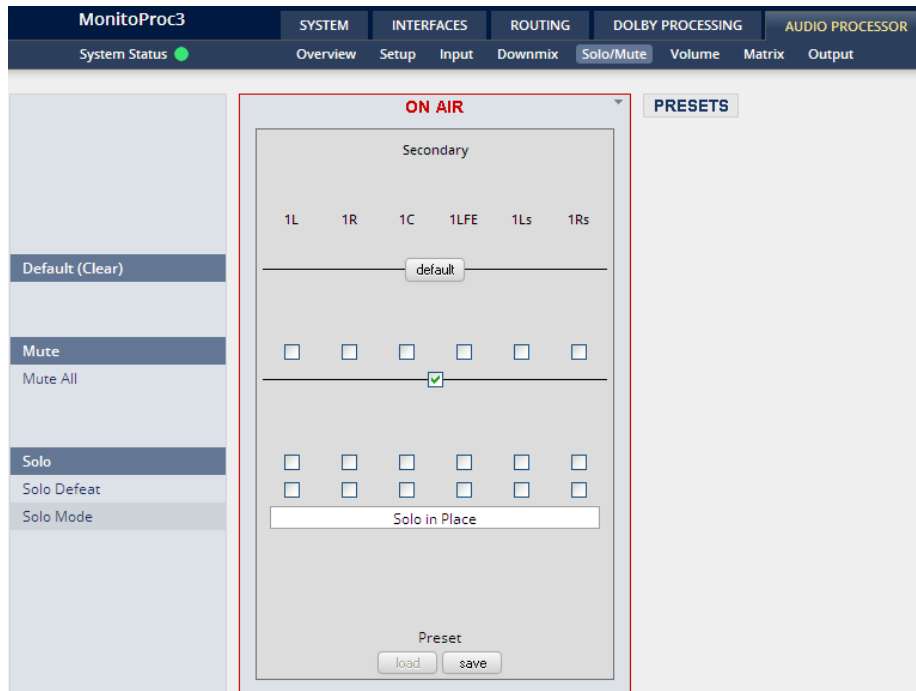 MonitoProc3 SYSTEM INTERFACES ROUTING DOLBY PROCESSING AUDIO PROCESSOR
System Status Overview Setup Input Downmix Solo/Mute Volume Matrix Output
ON AIR PRESETS
Secondary
1L 1R 1C 1LFE 1Ls 1Rs
Default (Clear) default
Mute
Mute All
Solo
Solo Defeat
Solo Mode Solo in Place
Preset
load save